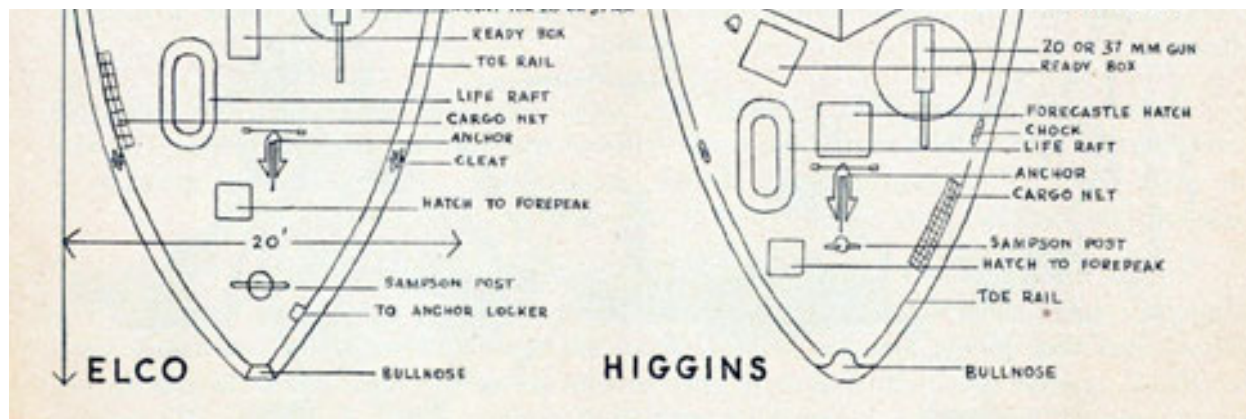 READY BOX
TOE RAIL
LIFE RAFT
CARGO NET
ANCHOR
CLEAT
HATCH TO FOREPEAK
20'
SAMPSON POST
TO ANCHOR LOCKER
ELCO
BULLNOSE
20 OR 37 M.M. GUN
READY BOX
FORECASTLE HATCH
CHOCK
LIFE RAFT
ANCHOR
CARGO NET
SAMPSON POST
HATCH TO FOREPEAK
TOE RAIL
HIGGINS
BULLNOSE